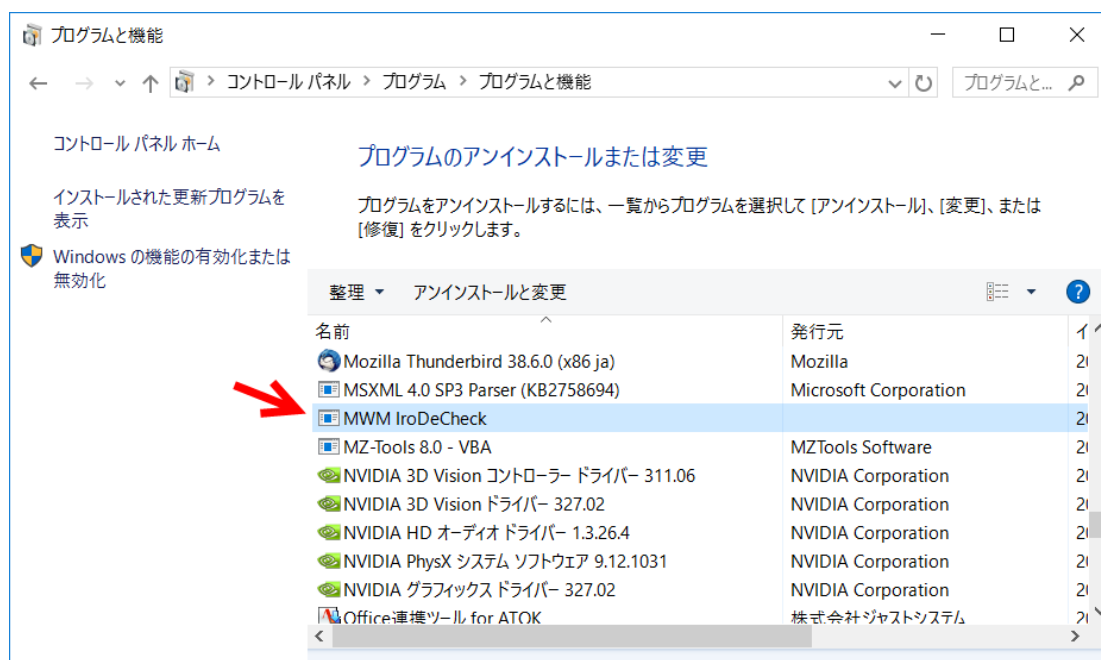 プログラムと機能
コントロール パネル > プログラム > プログラムと機能
プログラムと...
コントロール パネル ホーム
インストールされた更新プログラムを
表示
Windows の機能の有効化または
無効化
プログラムのアンインストールまたは変更
プログラムをアンインストールするには、一覧からプログラムを選択して [アンインストール]、[変更]、または
[修復] をクリックします。
整理 アンインストールと変更
名前 発行元 イ
Mozilla Thunderbird 38.6.0 (x86 ja) Mozilla 20
MSXML 4.0 SP3 Parser (KB2758694) Microsoft Corporation 20
MWM IroDeCheck 20
MZ-Tools 8.0 - VBA MZTools Software 20
NVIDIA 3D Vision コントローラー ドライバー 311.06 NVIDIA Corporation 20
NVIDIA 3D Vision ドライバー 327.02 NVIDIA Corporation 20
NVIDIA HD オーディオ ドライバー 1.3.26.4 NVIDIA Corporation 20
NVIDIA PhysX システム ソフトウェア 9.12.1031 NVIDIA Corporation 20
NVIDIA グラフィックス ドライバー 327.02 NVIDIA Corporation 20
Office連携ツール for ATOK 株式会社ジャストシステム 20